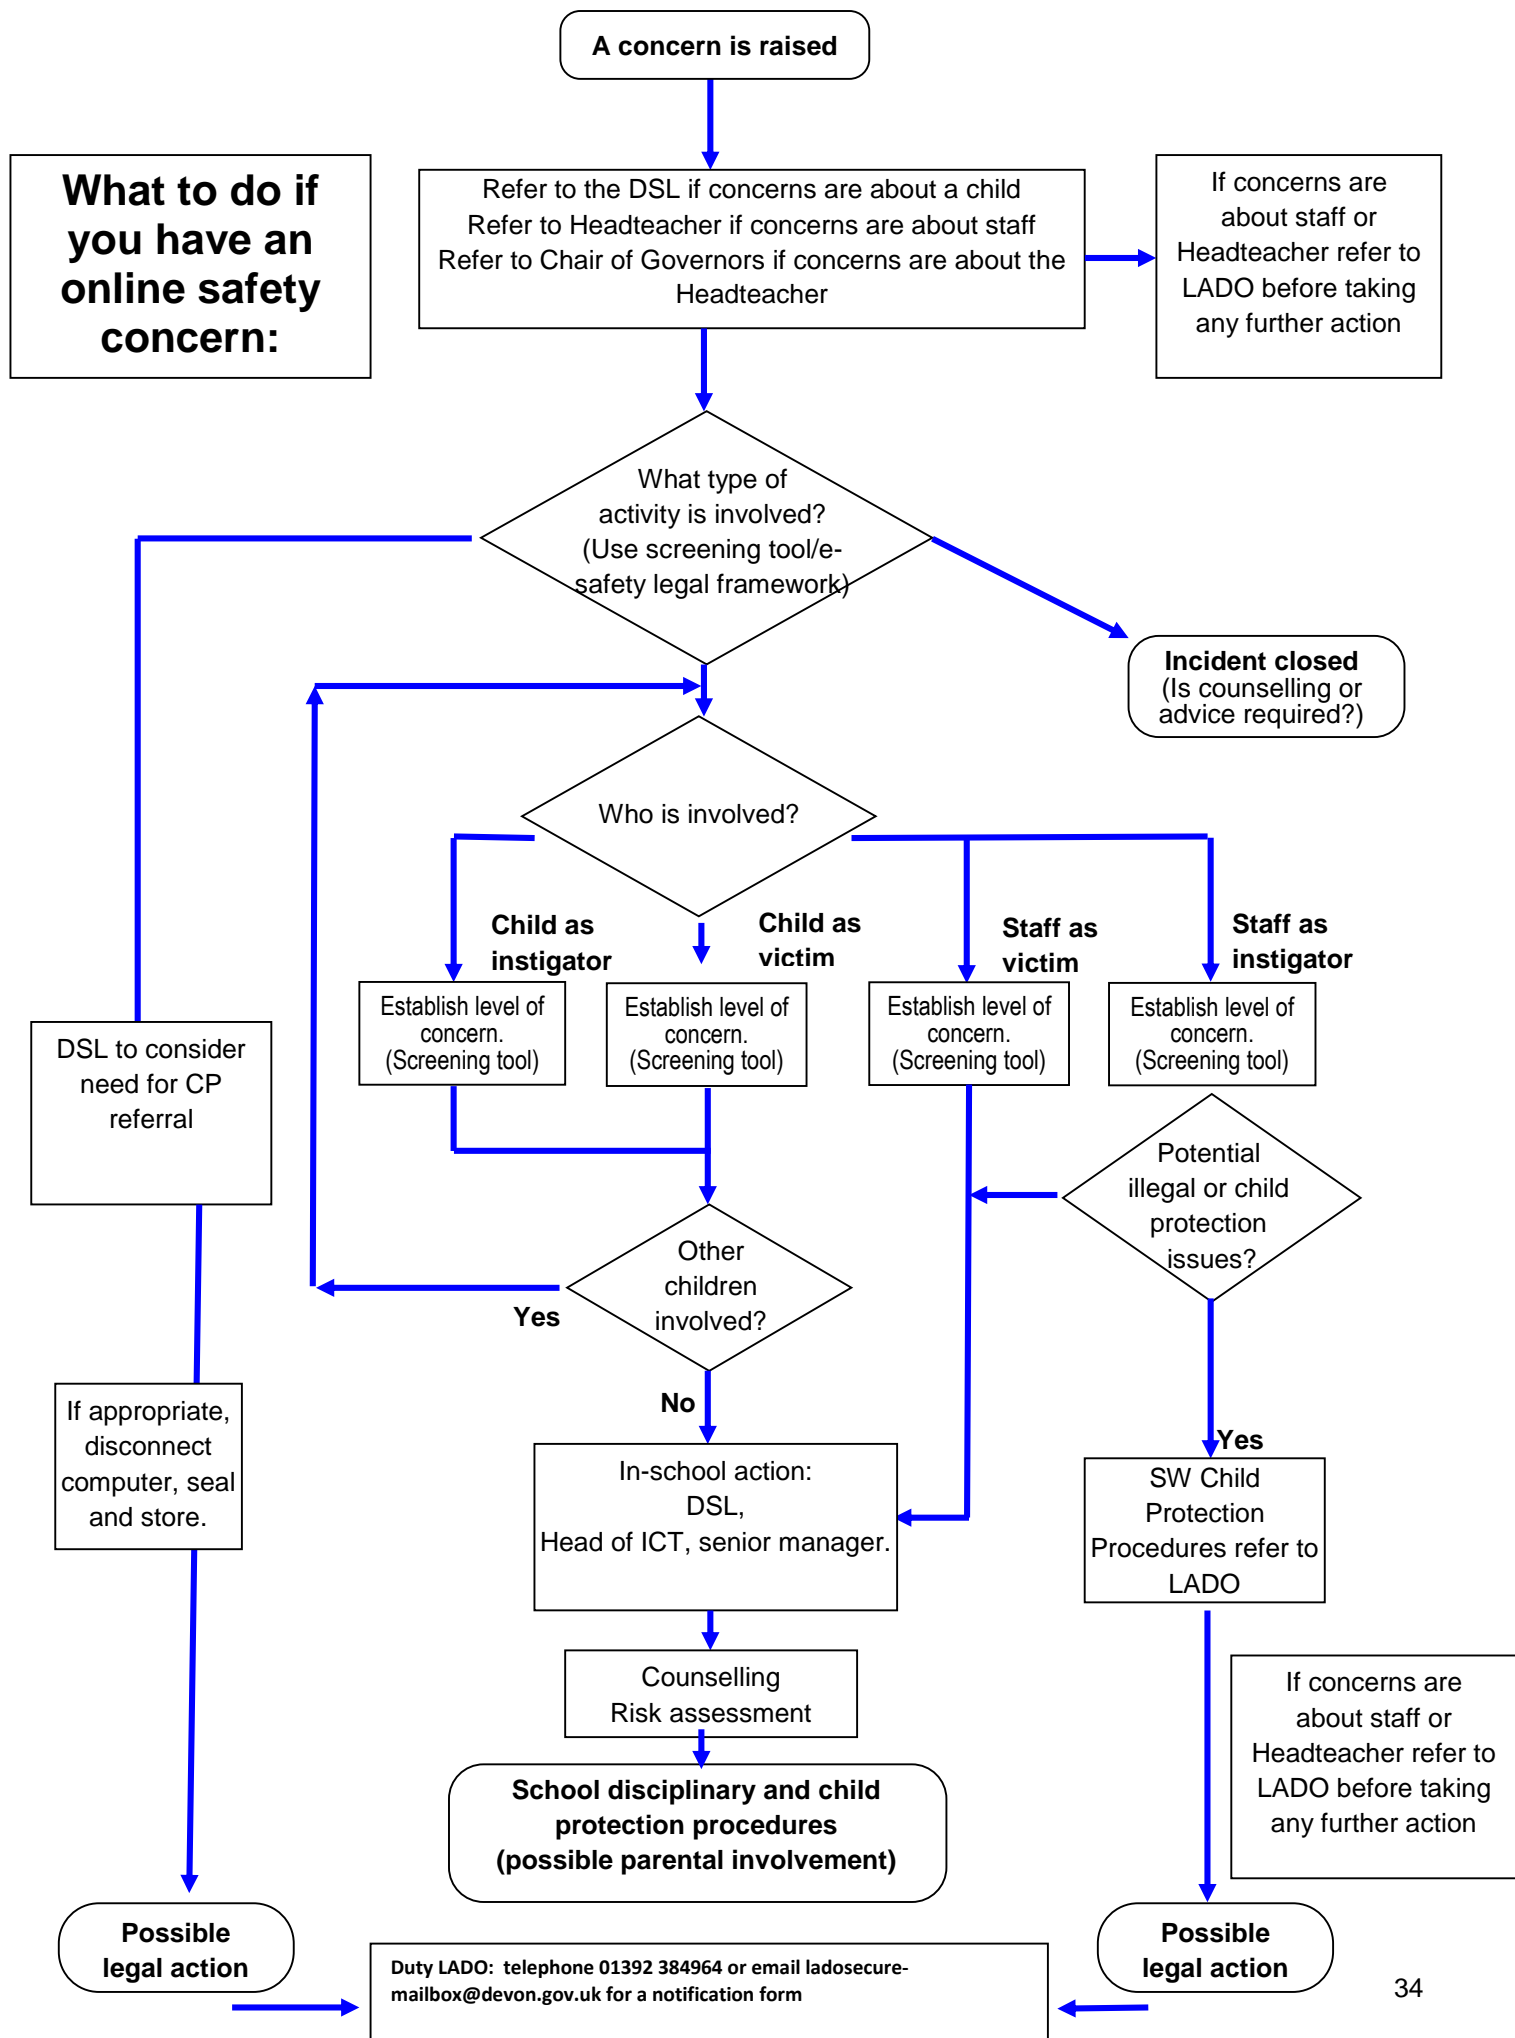 A concern is raised
What to do if
you have an
online safety
concern:
Refer to the DSL if concerns are about a child
Refer to Headteacher if concerns are about staff
Refer to Chair of Governors if concerns are about the
Headteacher
If concerns are
about staff or
Headteacher refer to
LADO before taking
any further action
What type of
activity is involved?
(Use screening tool/e-
safety legal framework)
Incident closed
(Is counselling or
advice required?)
Who is involved?
Child as
instigator
Child as
victim
Staff as
victim
Staff as
instigator
Establish level of
concern.
(Screening tool)
Establish level of
concern.
(Screening tool)
Establish level of
concern.
(Screening tool)
Establish level of
concern.
(Screening tool)
DSL to consider
need for CP
referral
Potential
illegal or child
protection
issues?
Other
children
involved?
Yes
No
If appropriate,
disconnect
computer, seal
and store.
Yes
In-school action:
DSL,
Head of ICT, senior manager.
SW Child
Protection
Procedures refer to
LADO
Counselling
Risk assessment
If concerns are
about staff or
Headteacher refer to
LADO before taking
any further action
School disciplinary and child
protection procedures
(possible parental involvement)
Possible
legal action
Possible
legal action
Duty LADO: telephone 01392 384964 or email ladosecure-
mailbox@devon.gov.uk for a notification form
34